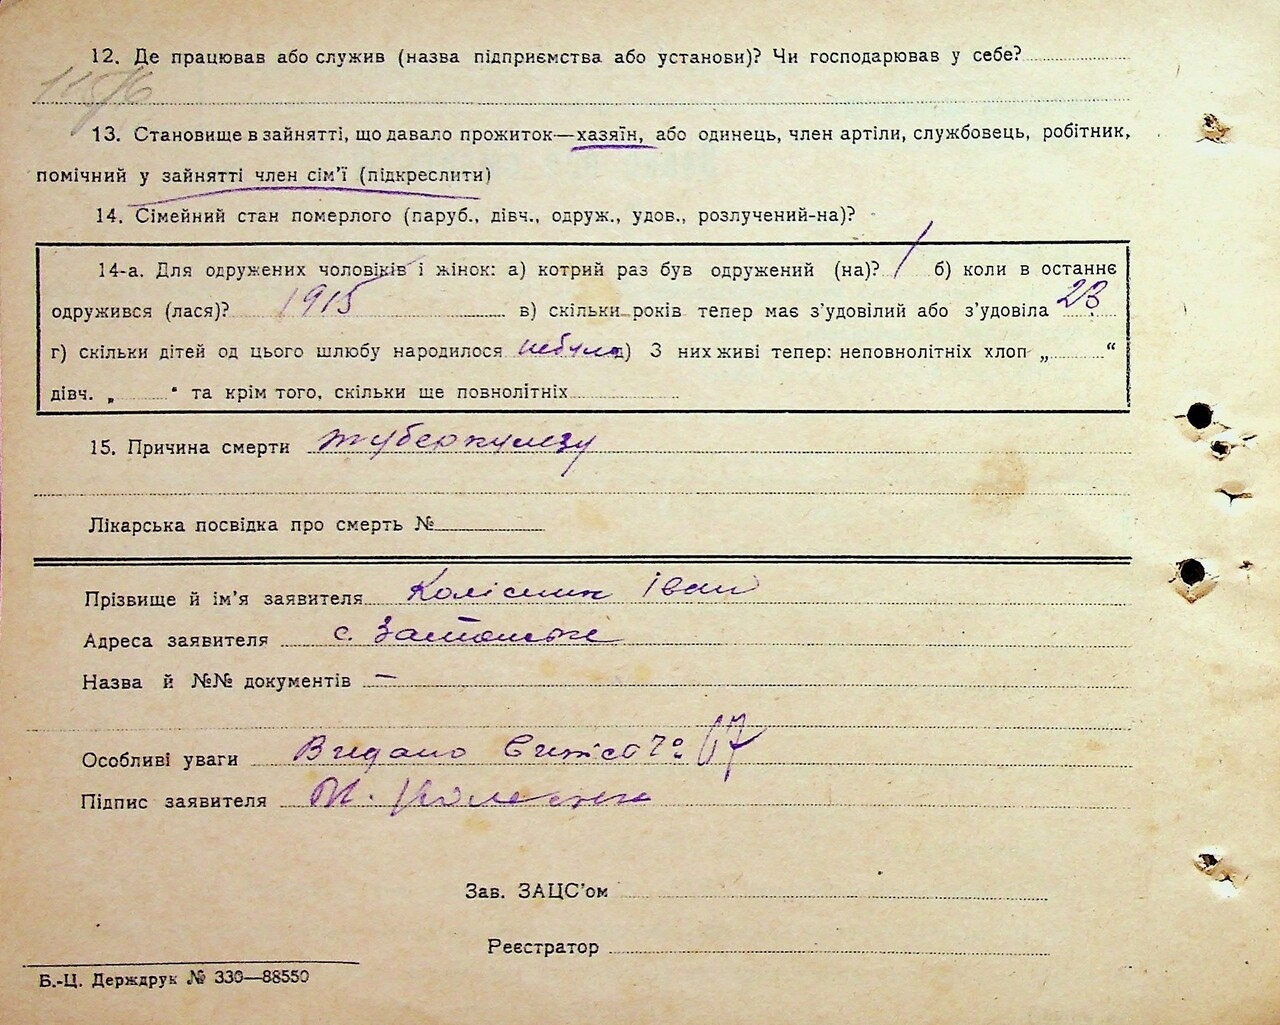 12. Де працював або служив (назва підприємства або установи)? Чи господарював у себе?
13. Становище в зайнятті, що давало прожиток—хазяїн, або одинець, член артіли, службовець, робітник,
помічний у зайнятті член сім'ї (підкреслити)
14. Сімейний стан померлого (паруб., дівч., одруж., удов., розлучений-на)?
14-а. Для одружених чоловіків і жінок: а) котрий раз був одружений (на)? 1 б) коли в останнє
одружився (лася)? 1915 в) скільки років тепер має з'удовілий або з'удовіла 23
г) скільки дітей од цього шлюбу народилося небуло д) З них живі тепер: неповнолітніх хлоп „ “
дівч. „ “ та крім того, скільки ще повнолітніх
15. Причина смерти туберкулезу
Лікарська посвідка про смерть №
Прізвище й ім'я заявителя Колісник Іван
Адреса заявителя с.
Назва й №№ документів —
Особливі уваги Видано 67
Підпис заявителя
Зав. ЗАЦС'ом
Реєстратор
Б.-Ц. Держдрук № 330—88550